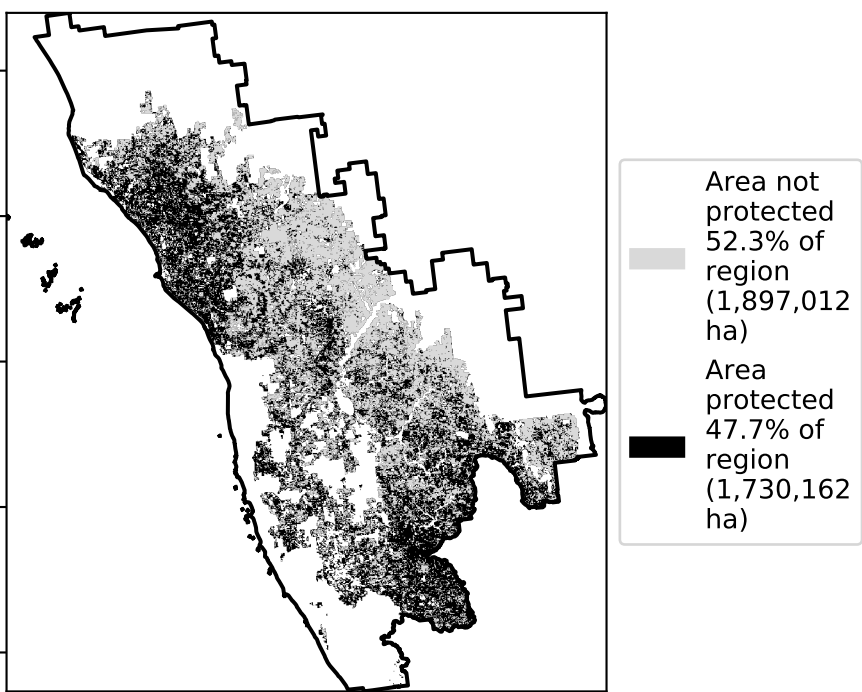 Area not
protected
52.3% of
region
(1,897,012
ha)
Area
protected
47.7% of
region
(1,730,162
ha)